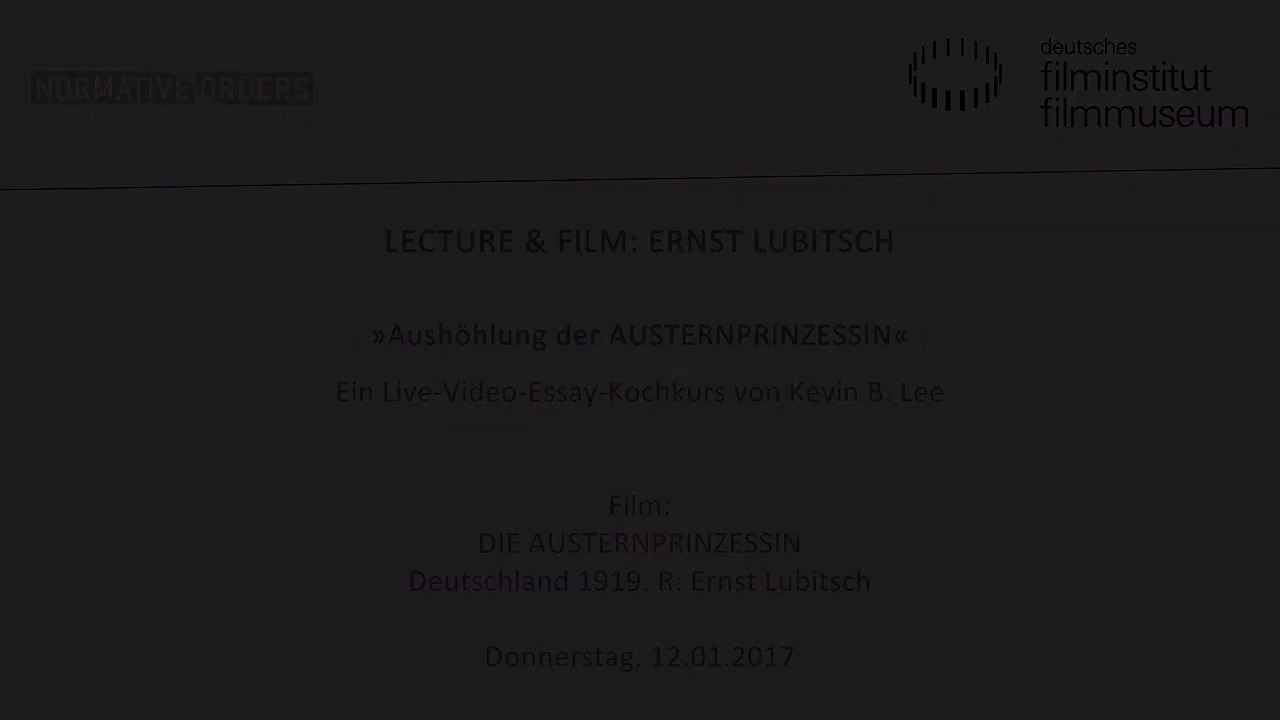 NORMATIVE ORDERS
deutsches
filminstitut
filmmuseum
LECTURE & FILM: ERNST LUBITSCH
»Aushöhlung der AUSTERNPRINZESSIN«
Ein Live-Video-Essay-Kochkurs von Kevin B. Lee
Film:
DIE AUSTERNPRINZESSIN
Deutschland 1919. R: Ernst Lubitsch
Donnerstag, 12.01.2017